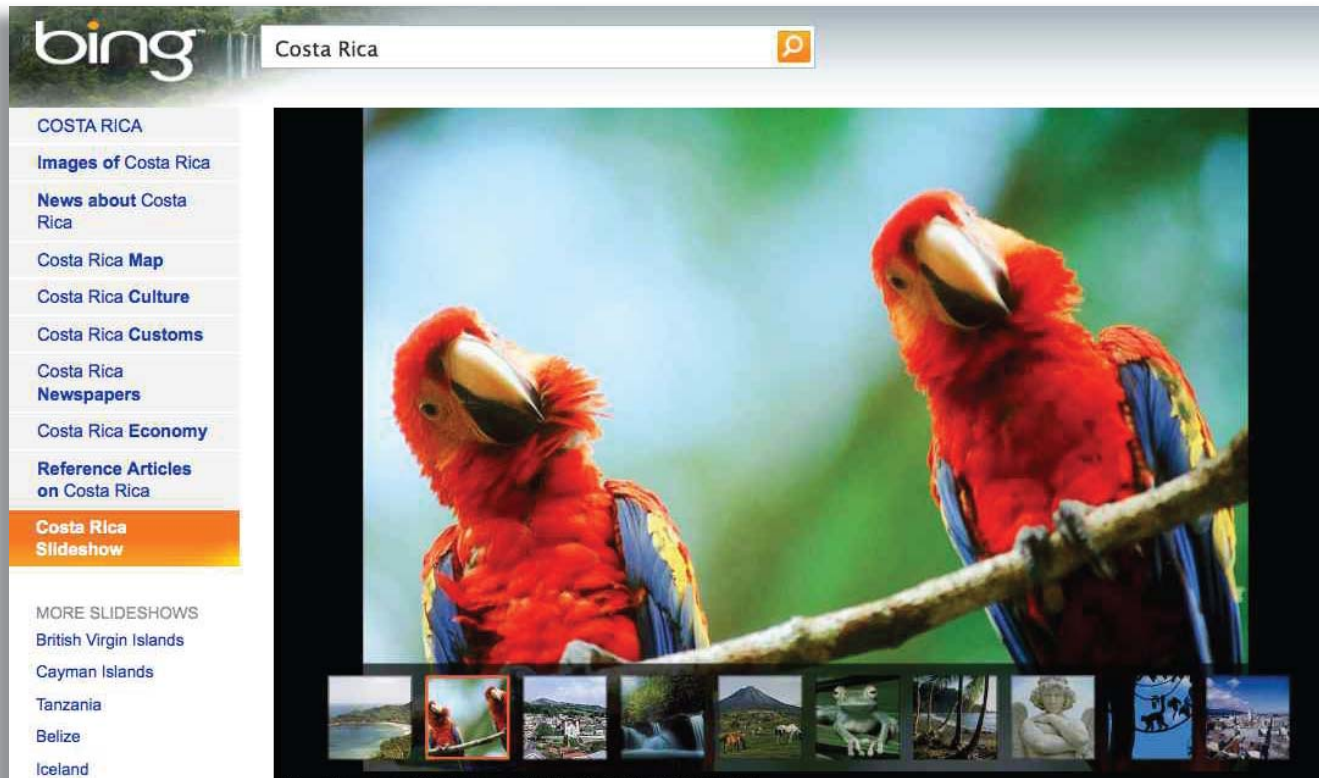 bing
Costa Rica
COSTA RICA
Images of Costa Rica
News about Costa
Rica
Costa Rica Map
Costa Rica Culture
Costa Rica Customs
Costa Rica
Newspapers
Costa Rica Economy
Reference Articles
on Costa Rica
Costa Rica
Slideshow
MORE SLIDESHOWS
British Virgin Islands
Cayman Islands
Tanzania
Belize
Iceland